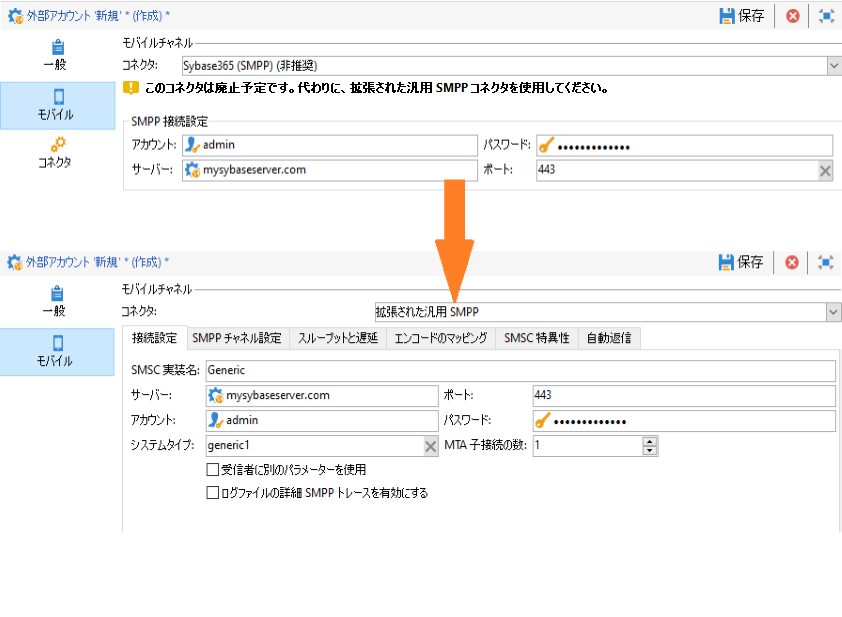 外部アカウント '新規' * (作成) *
保存
一般
モバイル
コネクタ
モバイルチャネル
コネクタ:
Sybase365 (SMPP) (非推奨)
このコネクタは廃止予定です。代わりに、拡張された汎用 SMPP コネクタを使用してください。
SMPP 接続設定
アカウント: admin パスワード: •••••••••••••
サーバー: mysybaseserver.com ポート: 443
外部アカウント '新規' * (作成) *
保存
一般
モバイル
モバイルチャネル
コネクタ: 拡張された汎用 SMPP
接続設定 SMPP チャネル設定 スループットと遅延 エンコードのマッピング SMSC 特異性 自動返信
SMSC 実装名: Generic
サーバー: mysybaseserver.com ポート: 443
アカウント: admin パスワード: •••••••••••••
システムタイプ: generic1 MTA 子接続の数: 1
受信者に別のパラメーターを使用
ログファイルの詳細 SMPP トレースを有効にする